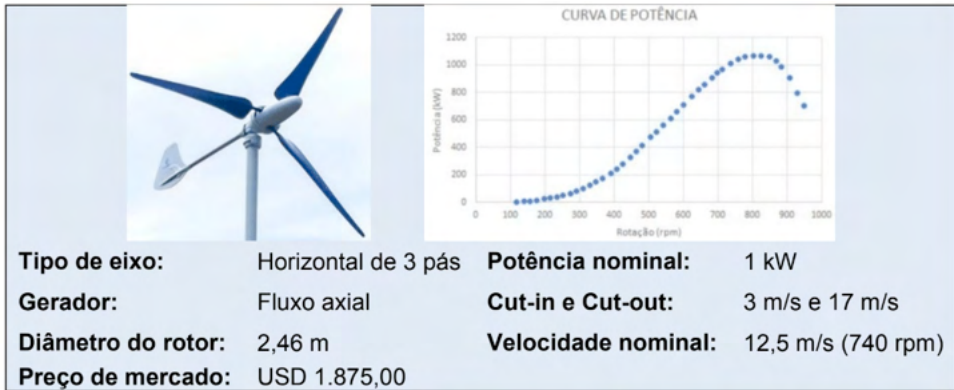 CURVA DE POTÊNCIA
1200
1000
800
600
400
200
0
Potência (kW)
0 100 200 300 400 500 600 700 800 900 1000
Rotação (rpm)
Tipo de eixo: Horizontal de 3 pás Potência nominal: 1 kW
Gerador: Fluxo axial Cut-in e Cut-out: 3 m/s e 17 m/s
Diâmetro do rotor: 2,46 m Velocidade nominal: 12,5 m/s (740 rpm)
Preço de mercado: USD 1.875,00